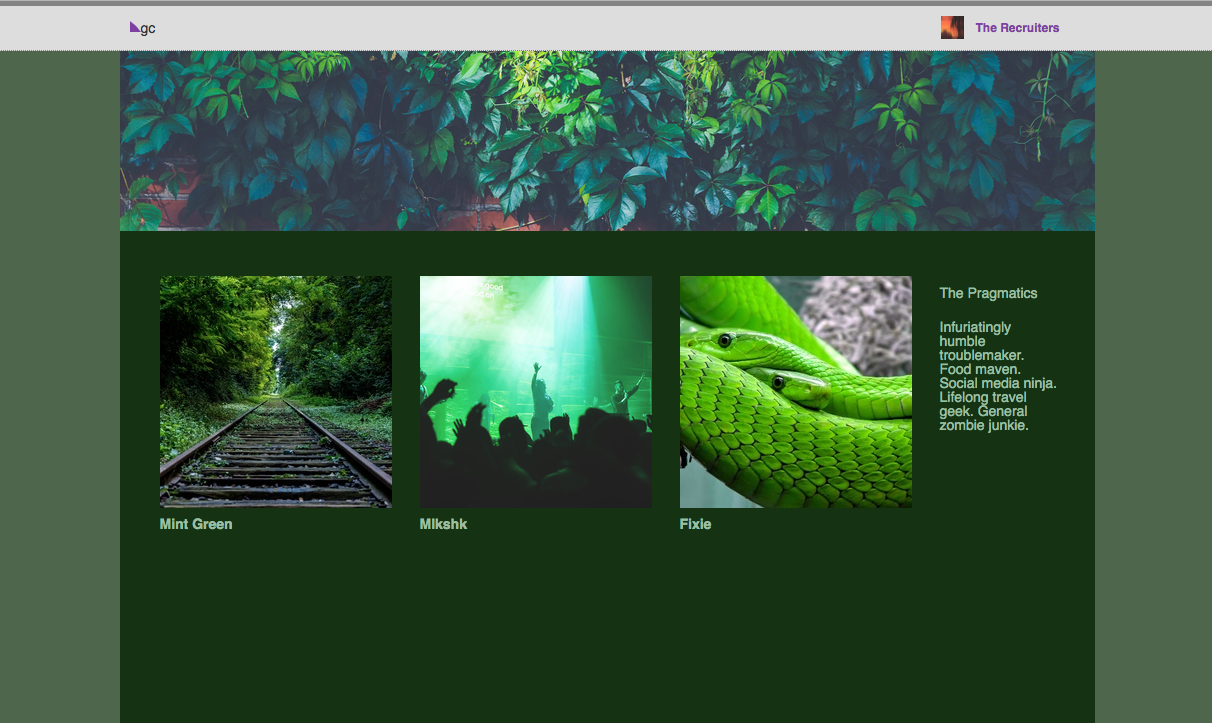 gc
The Recruiters
good
The Pragmatics
Infuriatingly
humble
troublemaker.
Food maven.
Social media ninja.
Lifelong travel
geek. General
zombie junkie.
Mint Green
Mlkshk
Fixie